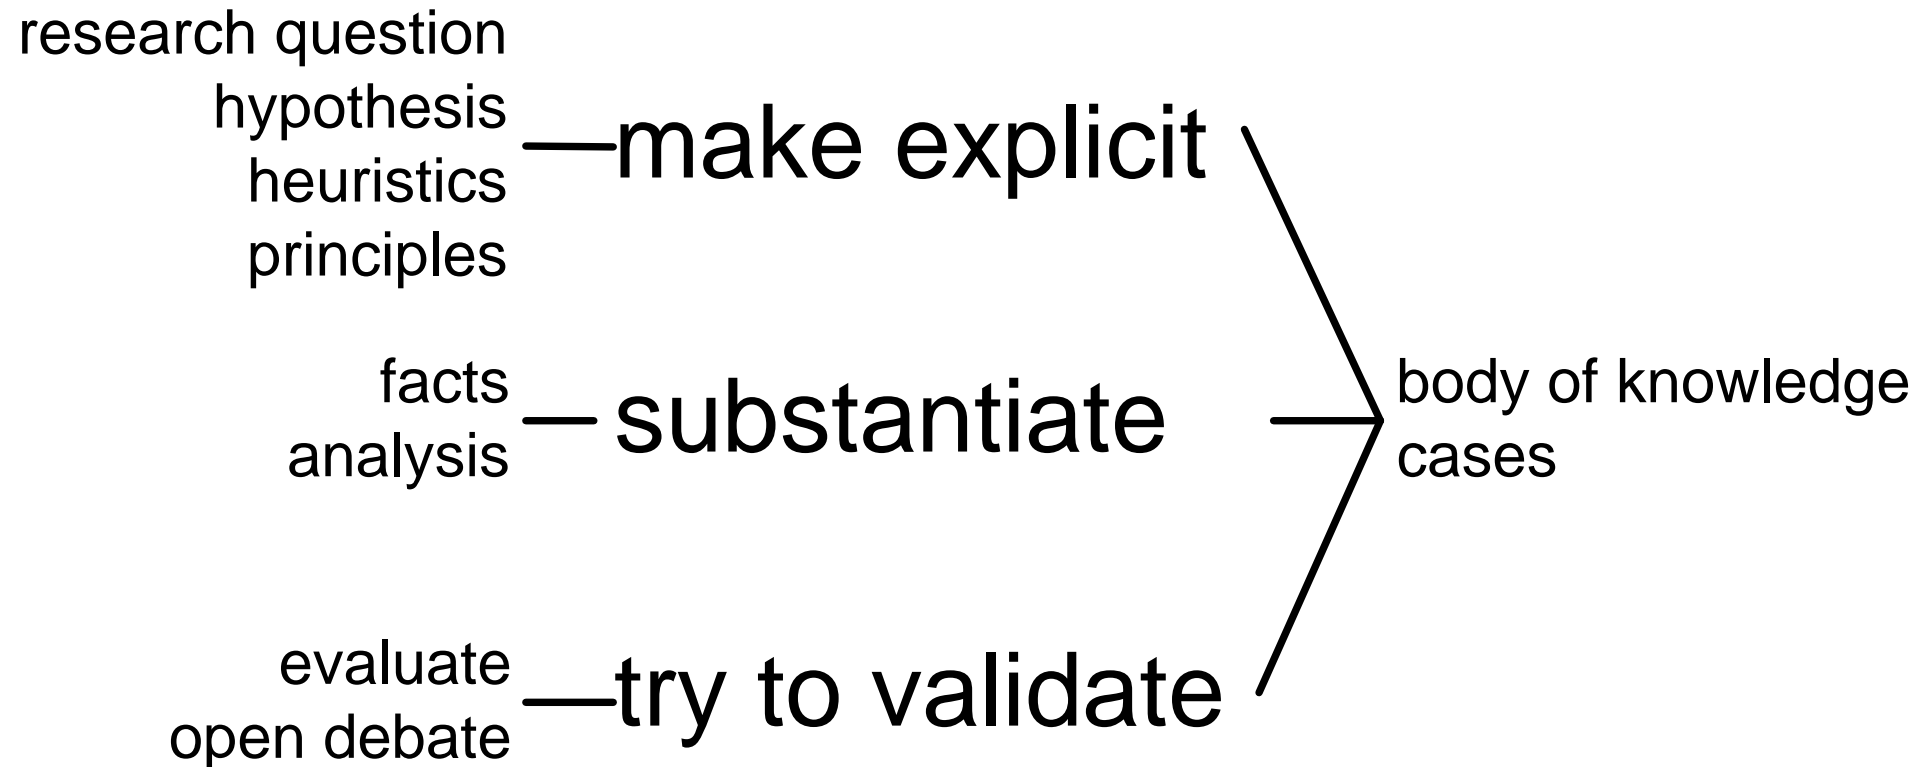 research question
hypothesis
heuristics
principles
make explicit
facts
analysis
substantiate
body of knowledge
cases
evaluate
open debate
try to validate